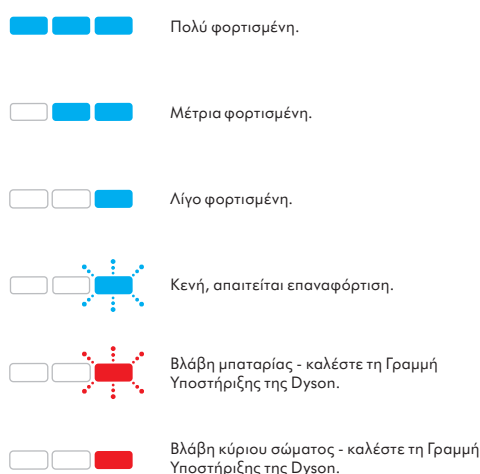 Πολύ φορτισμένη.
Μέτρια φορτισμένη.
Λίγο φορτισμένη.
Κενή, απαιτείται επαναφόρτιση.
Βλάβη μπαταρίας - καλέστε τη Γραμμή
Υποστήριξης της Dyson.
Βλάβη κύριου σώματος - καλέστε τη Γραμμή
Υποστήριξης της Dyson.